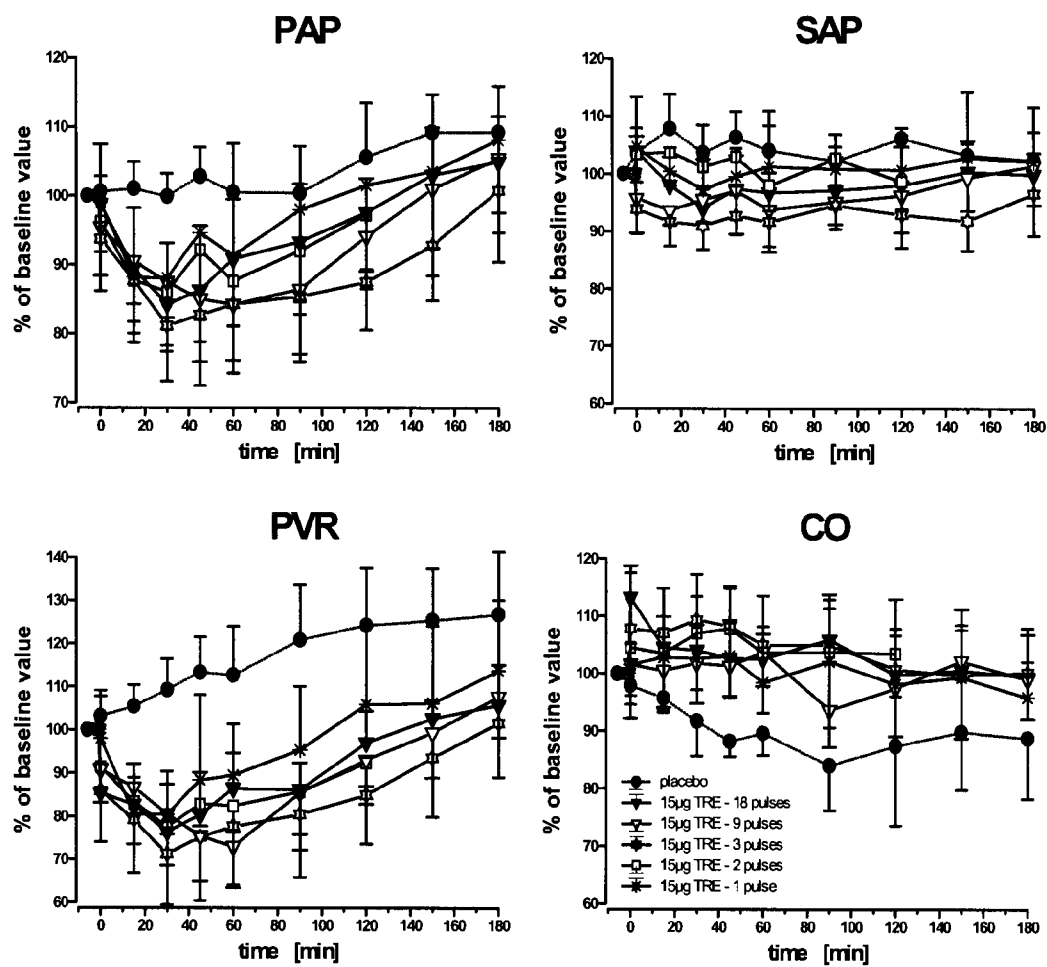 PAP
% of baseline value
120
110
100
90
80
70
0 20 40 60 80 100 120 140 160 180
time [min]
SAP
% of baseline value
120
110
100
90
80
70
60
0 20 40 60 80 100 120 140 160 180
time [min]
PVR
% of baseline value
140
130
120
110
100
90
80
70
60
0 20 40 60 80 100 120 140 160 180
time [min]
CO
% of baseline value
120
110
100
90
80
70
60
placebo
15µg TRE - 18 pulses
15µg TRE - 9 pulses
15µg TRE - 3 pulses
15µg TRE - 2 pulses
15µg TRE - 1 pulse
0 20 40 60 80 100 120 140 160 180
time [min]